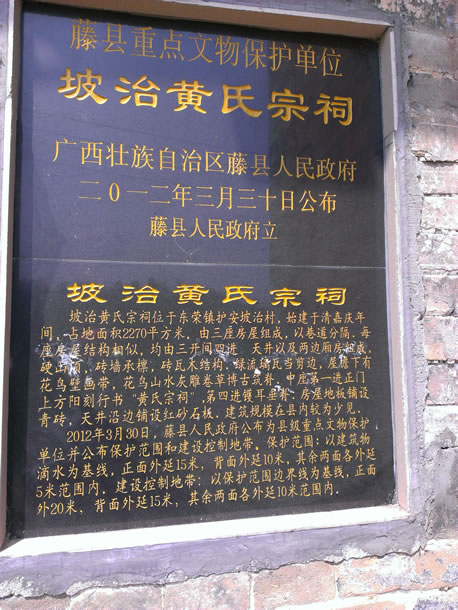 藤县重点文物保护单位
坡治黄氏宗祠
广西壮族自治区藤县人民政府
二0一二年三月三十日公布
藤县人民政府立
坡治黄氏宗祠
坡治黄氏宗祠位于东荣镇护安坡治村，始建于清嘉庆年
间，占地面积2270平方米。由三座房屋组成，以巷道分隔。每
座房屋结构相似，均由三开间四进、天井以及两边厢房组成，
硬山顶，砖墙承檩，砖瓦木结构。绿流璃瓦当剪边，屋檐下有
花鸟壁画带，花鸟山水灰雕卷草博古筑脊。中座第一进正门
上方阳刻行书“黄氏宗祠”。第四进镬耳垂脊；房屋地板铺设
青砖，天井沿边铺设红砂石板。建筑规模在县内较为少见。
2012年3月30日，藤县人民政府公布为县级重点文物保护
单位并公布保护范围和建设控制地带。保护范围：以建筑物
滴水为基线，正面外延15米，背面外延10米，其余两面各外延
5米范围内。建设控制地带：以保护范围边界线为基线，正面
外20米，背面外延15米，其余两面各外延10米范围内。